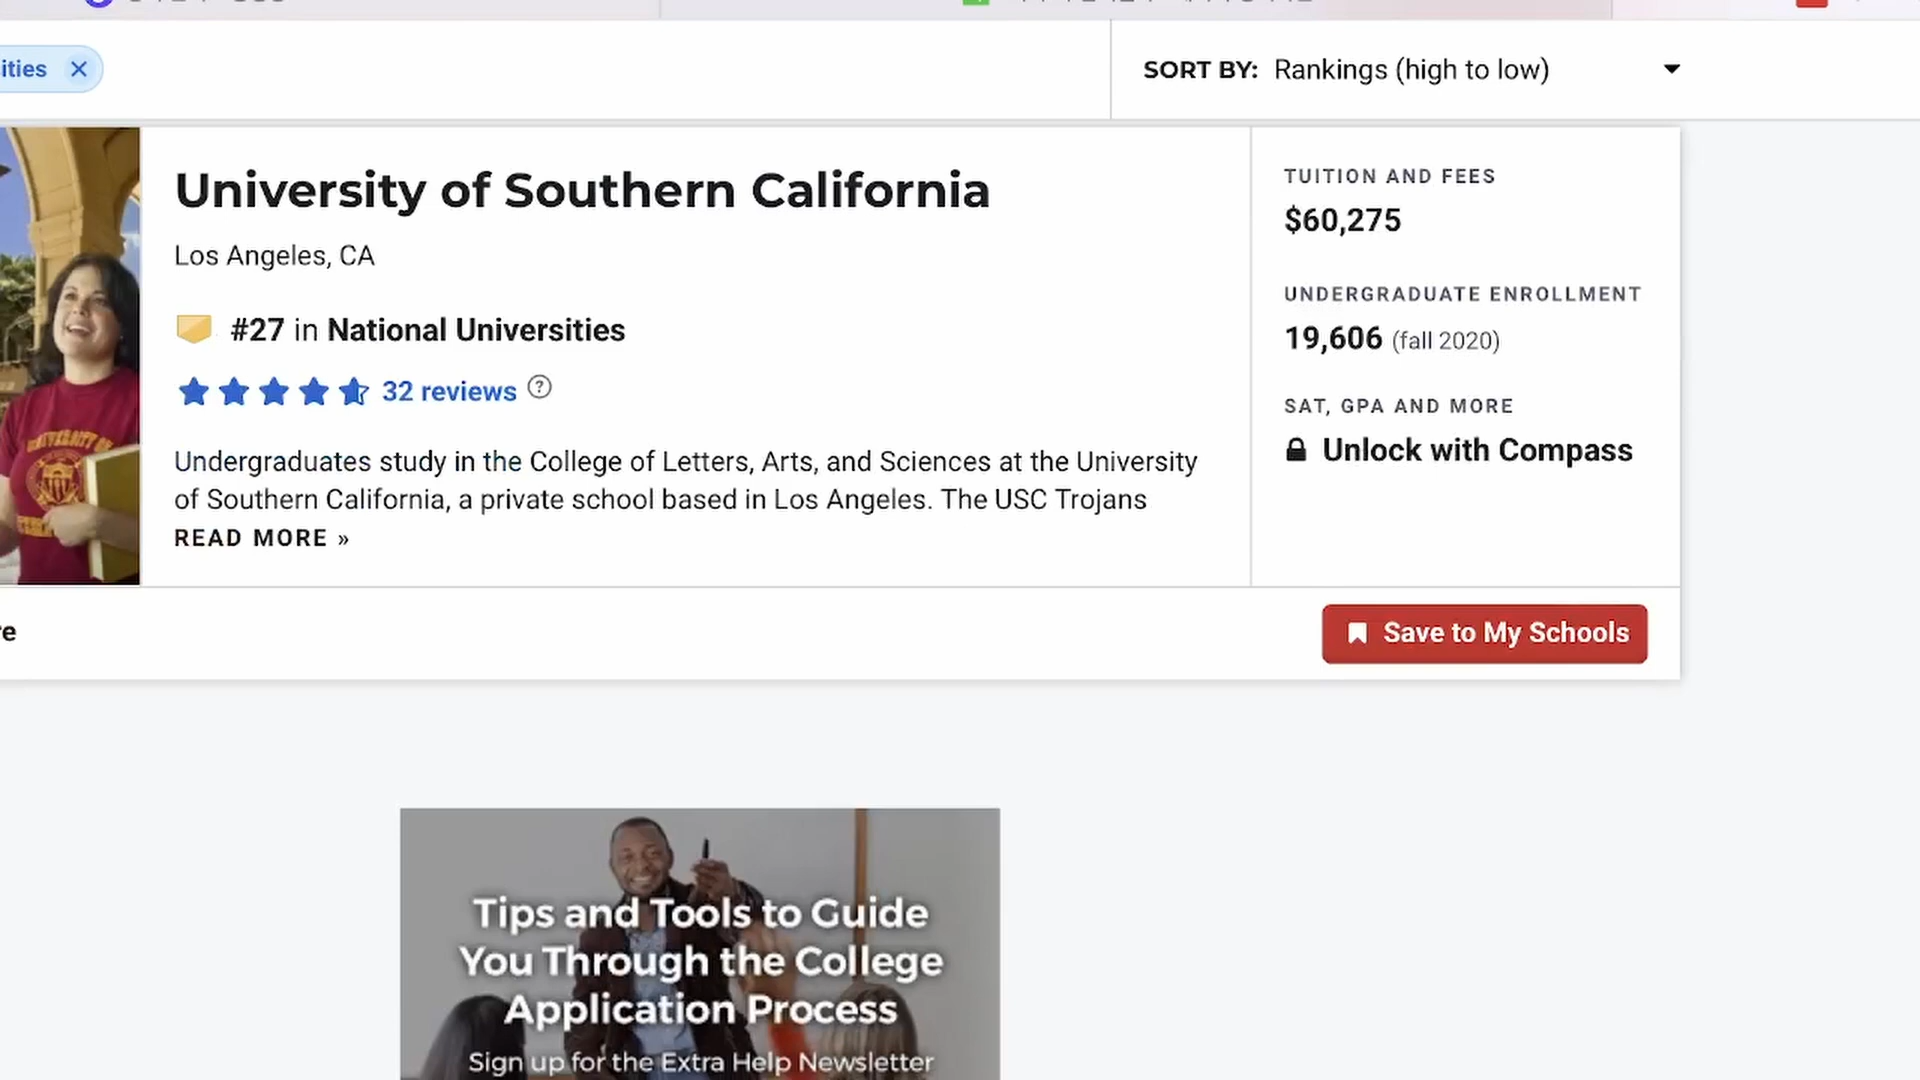 ities
SORT BY: Rankings (high to low)
University of Southern California
Los Angeles, CA
#27 in National Universities
32 reviews ?
Undergraduates study in the College of Letters, Arts, and Sciences at the University
of Southern California, a private school based in Los Angeles. The USC Trojans
READ MORE »
TUITION AND FEES
$60,275
UNDERGRADUATE ENROLLMENT
19,606 (fall 2020)
SAT, GPA AND MORE
Unlock with Compass
UNIVERSITY OF
re
Save to My Schools
Tips and Tools to Guide
You Through the College
Application Process
Sign up for the Extra Help Newsletter